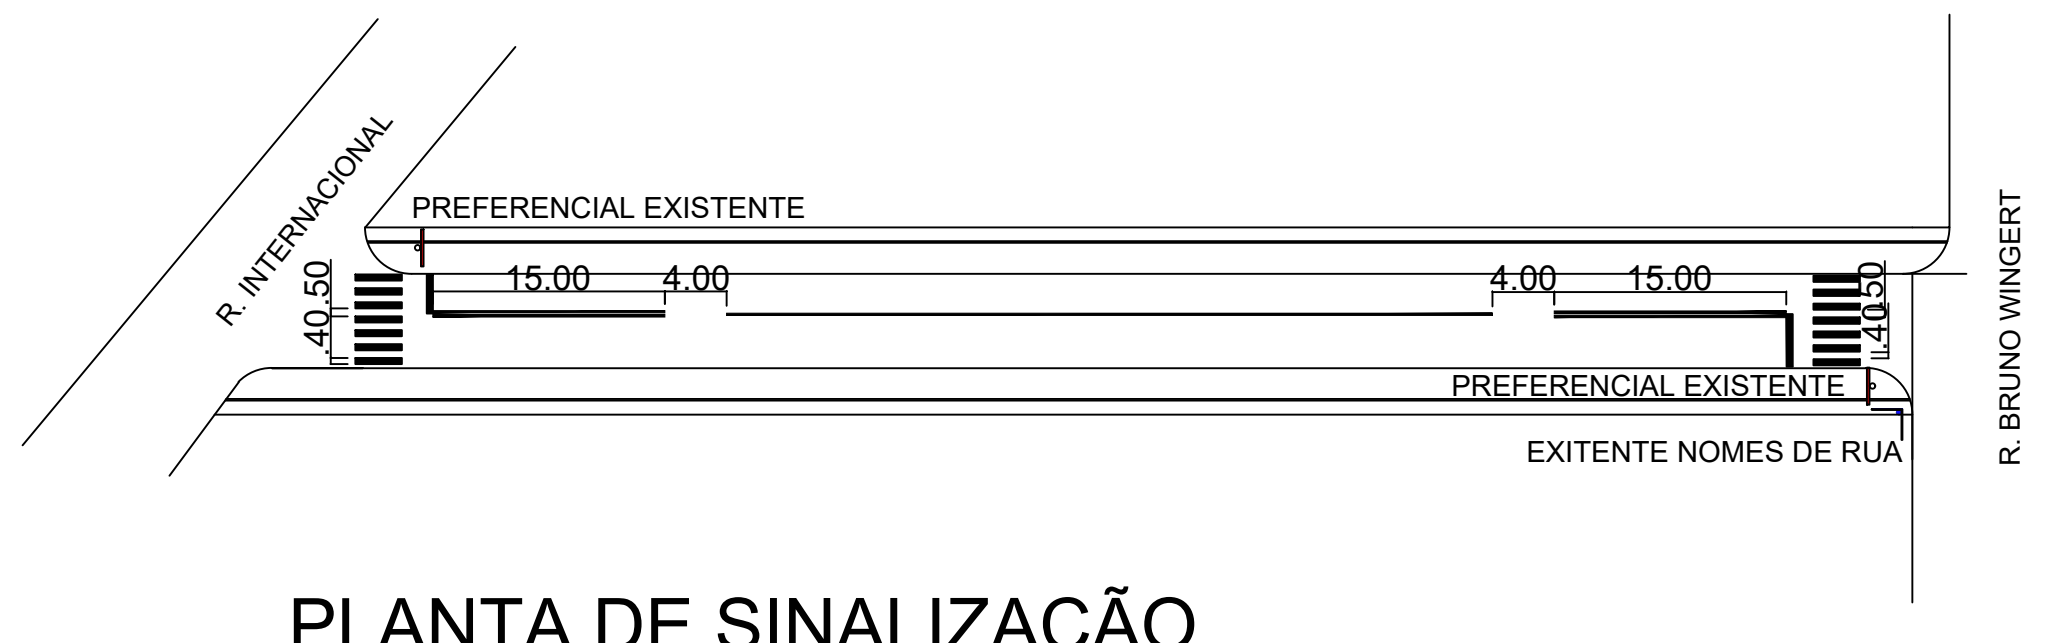 R. INTERNACIONAL
PREFERENCIAL EXISTENTE
.50
.40
15.00
4.00
4.00
15.00
.50
.40
R. BRUNO WINGERT
PREFERENCIAL EXISTENTE
EXITENTE NOMES DE RUA
PLANTA DE SINALIZAÇÃO